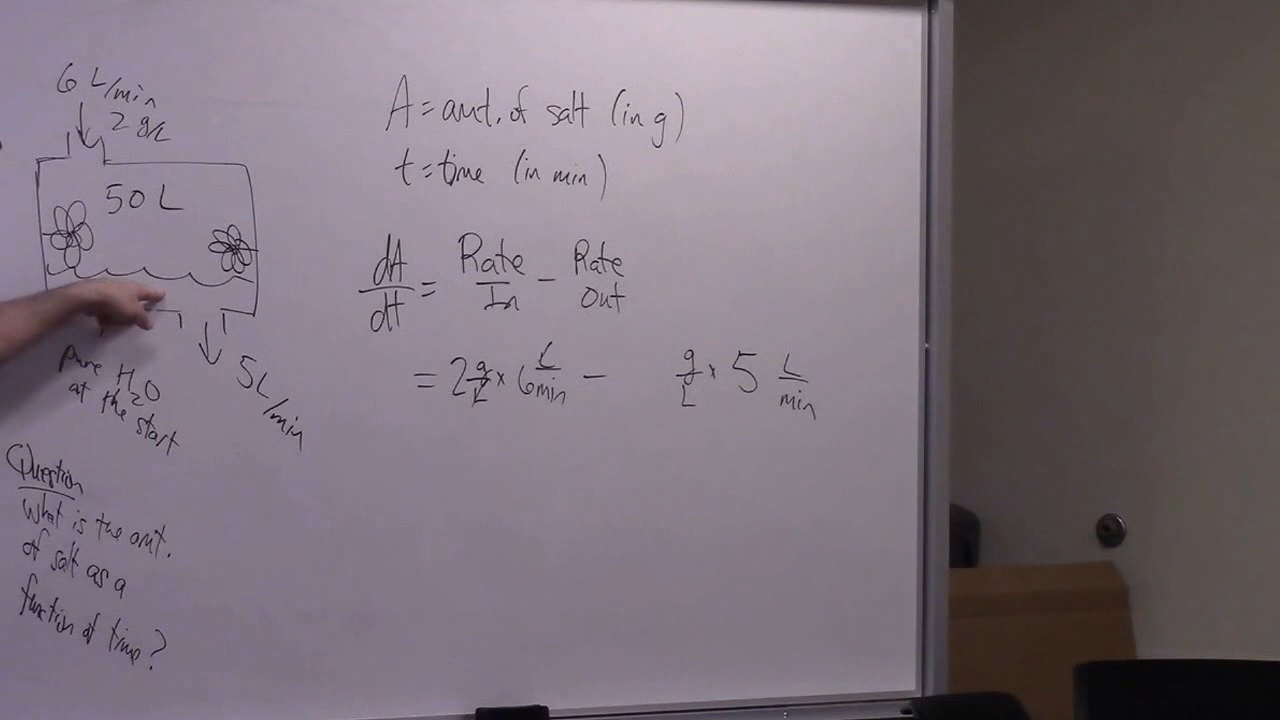 6 L/min
2 g/L
50 L
5 L/min
pure H₂O
at the start
Question
What is the amt.
of salt as a
function of time?
A = amt. of salt (in g)
t = time (in min)
dA/dt = Rate In − Rate Out
= 2 g/L × 6 L/min − g/L × 5 L/min